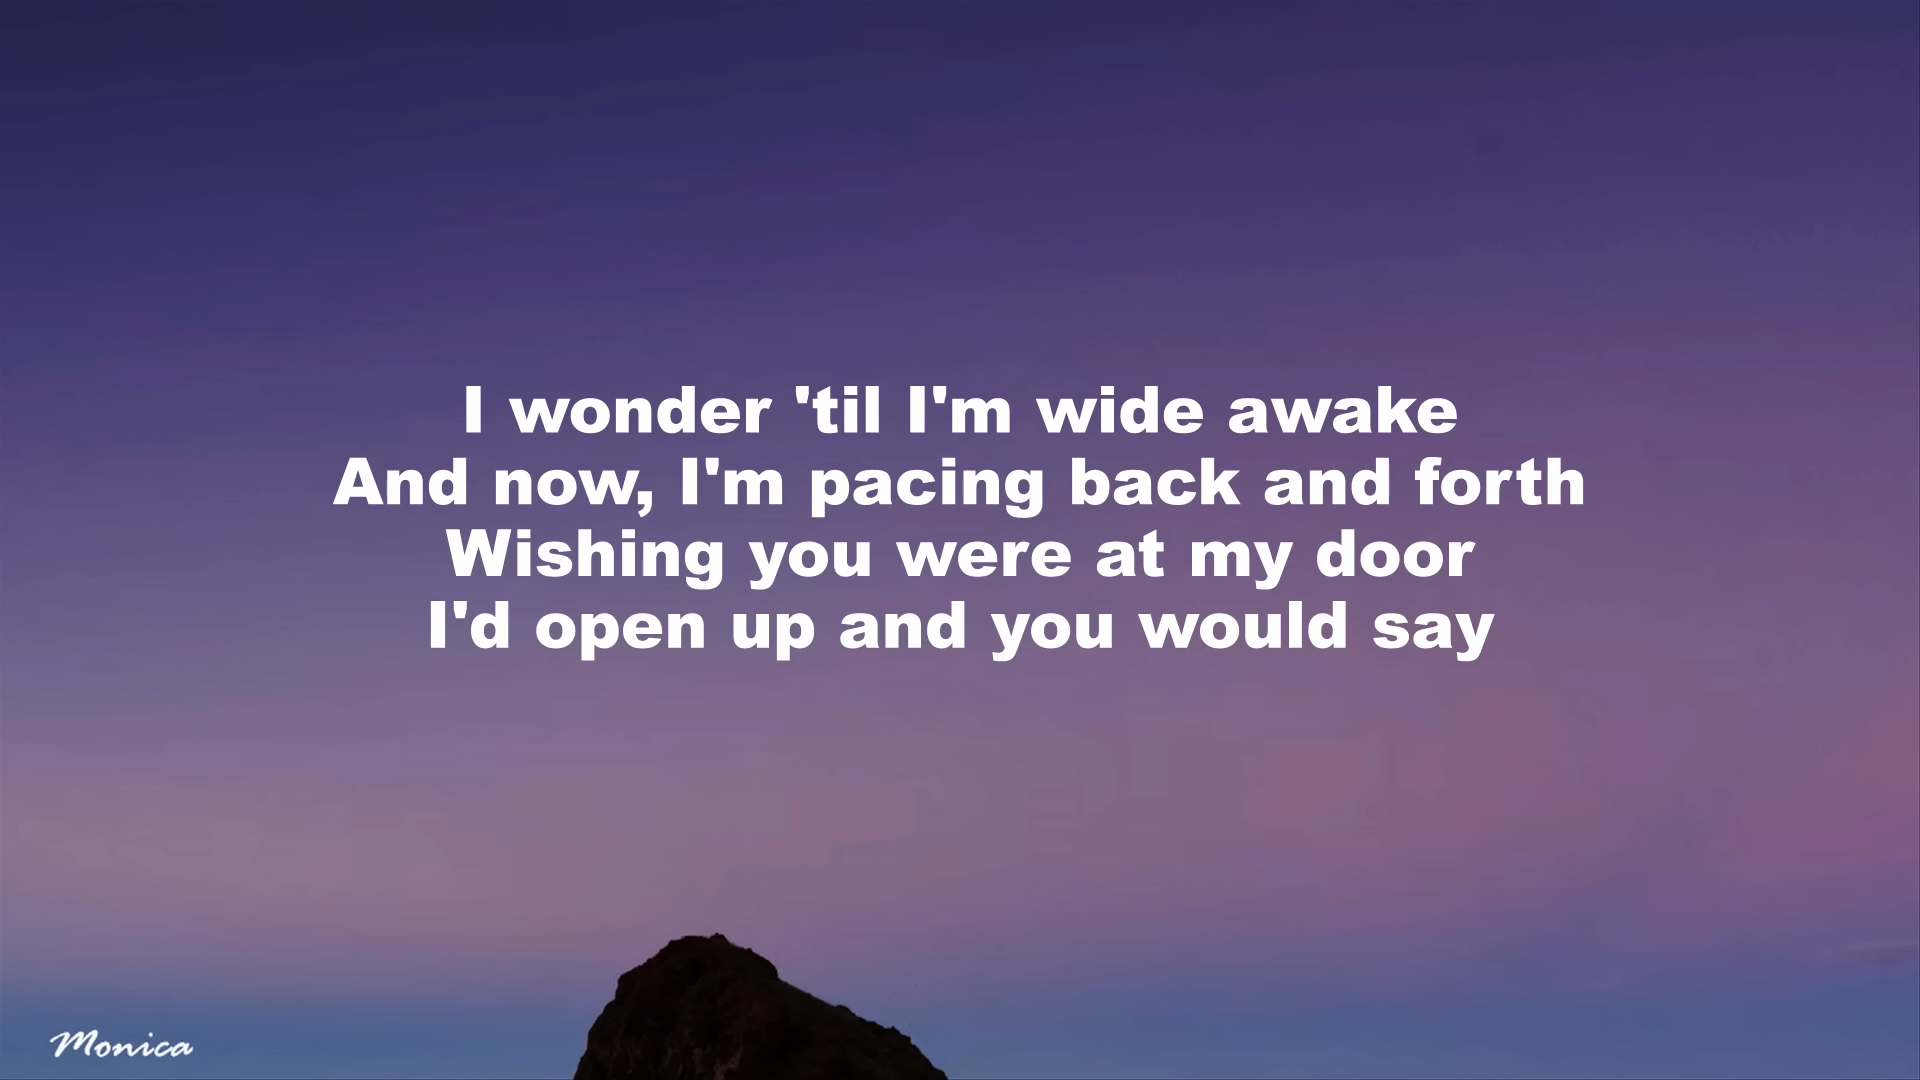 I wonder 'til I'm wide awake
And now, I'm pacing back and forth
Wishing you were at my door
I'd open up and you would say
Monica